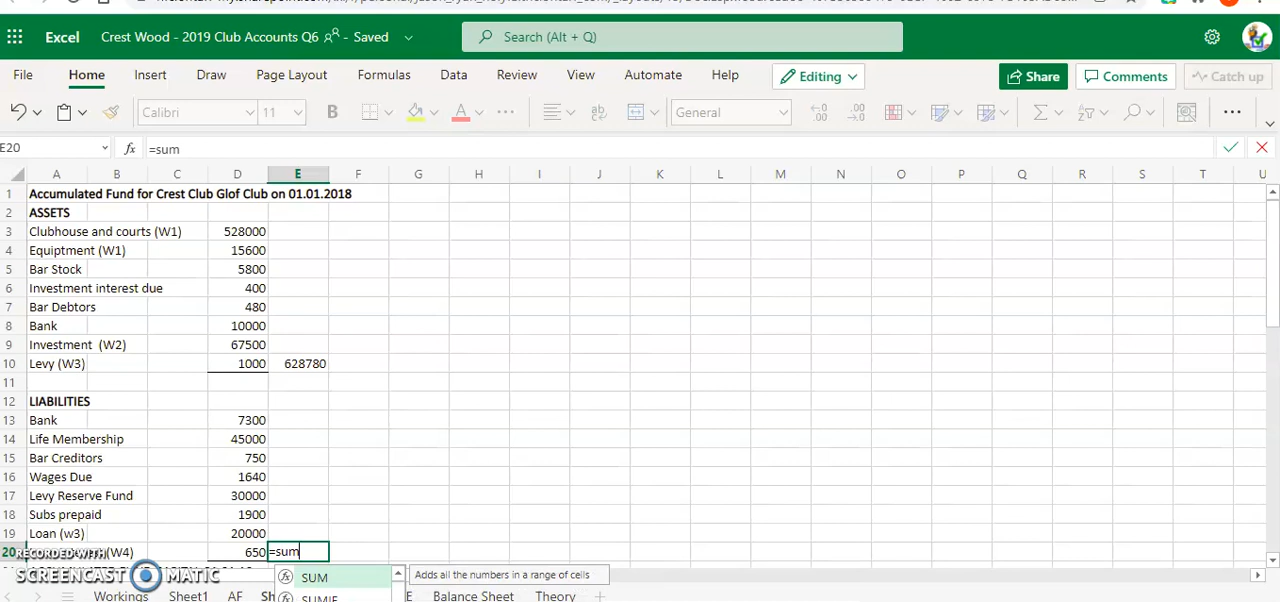 Excel Crest Wood - 2019 Club Accounts Q6 - Saved Search (Alt + Q)
File Home Insert Draw Page Layout Formulas Data Review View Automate Help Editing Share Comments Catch up
Calibri 11 B A ab General
E20 fx =sum
A B C D E F G H I J K L M N O P Q R S T U
1 Accumulated Fund for Crest Club Glof Club on 01.01.2018
2 ASSETS
3 Clubhouse and courts (W1) 528000
4 Equiptment (W1) 15600
5 Bar Stock 5800
6 Investment interest due 400
7 Bar Debtors 480
8 Bank 10000
9 Investment (W2) 67500
10 Levy (W3) 1000 628780
11
12 LIABILITIES
13 Bank 7300
14 Life Membership 45000
15 Bar Creditors 750
16 Wages Due 1640
17 Levy Reserve Fund 30000
18 Subs prepaid 1900
19 Loan (w3) 20000
20 (W4) 650 =sum
RECORDED WITH
SCREENCAST MATIC
SUM Adds all the numbers in a range of cells
SUMIF
Workings Sheet1 AF Sh E Balance Sheet Theory